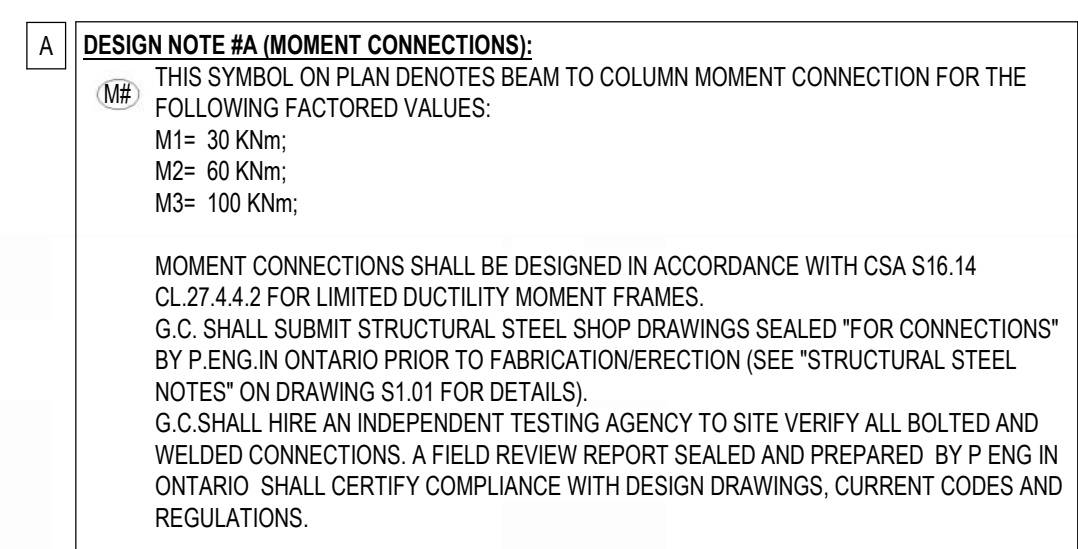 A
DESIGN NOTE #A (MOMENT CONNECTIONS):
M#
THIS SYMBOL ON PLAN DENOTES BEAM TO COLUMN MOMENT CONNECTION FOR THE
FOLLOWING FACTORED VALUES:
M1= 30 KNm;
M2= 60 KNm;
M3= 100 KNm;
MOMENT CONNECTIONS SHALL BE DESIGNED IN ACCORDANCE WITH CSA S16.14
CL.27.4.4.2 FOR LIMITED DUCTILITY MOMENT FRAMES.
G.C. SHALL SUBMIT STRUCTURAL STEEL SHOP DRAWINGS SEALED "FOR CONNECTIONS"
BY P.ENG.IN ONTARIO PRIOR TO FABRICATION/ERECTION (SEE "STRUCTURAL STEEL
NOTES" ON DRAWING S1.01 FOR DETAILS).
G.C.SHALL HIRE AN INDEPENDENT TESTING AGENCY TO SITE VERIFY ALL BOLTED AND
WELDED CONNECTIONS. A FIELD REVIEW REPORT SEALED AND PREPARED BY P ENG IN
ONTARIO SHALL CERTIFY COMPLIANCE WITH DESIGN DRAWINGS, CURRENT CODES AND
REGULATIONS.